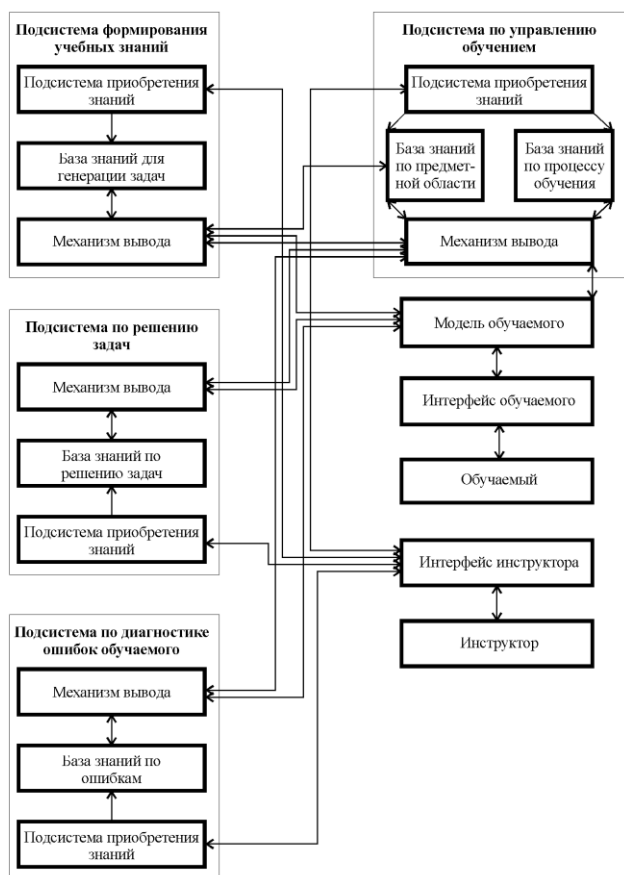 Подсистема формирования
учебных знаний
Подсистема приобретения
знаний
База знаний для
генерации задач
Механизм вывода
Подсистема по управлению
обучением
Подсистема приобретения
знаний
База знаний
по предмет-
ной области
База знаний
по процессу
обучения
Механизм вывода
Подсистема по решению
задач
Механизм вывода
База знаний по
решению задач
Подсистема приобретения
знаний
Модель обучаемого
Интерфейс обучаемого
Обучаемый
Интерфейс инструктора
Инструктор
Подсистема по диагностике
ошибок обучаемого
Механизм вывода
База знаний по
ошибкам
Подсистема приобретения
знаний